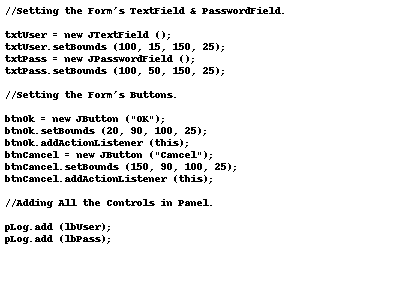 //Setting the Form's TextField & PasswordField.
txtUser = new JTextField ();
txtUser.setBounds (100, 15, 150, 25);
txtPass = new JPasswordField ();
txtPass.setBounds (100, 50, 150, 25);
//Setting the Form's Buttons.
btnOk = new JButton ("OK");
btnOk.setBounds (20, 90, 100, 25);
btnOk.addActionListener (this);
btnCancel = new JButton ("Cancel");
btnCancel.setBounds (150, 90, 100, 25);
btnCancel.addActionListener (this);
//Adding All the Controls in Panel.
pLog.add (lbUser);
pLog.add (lbPass);